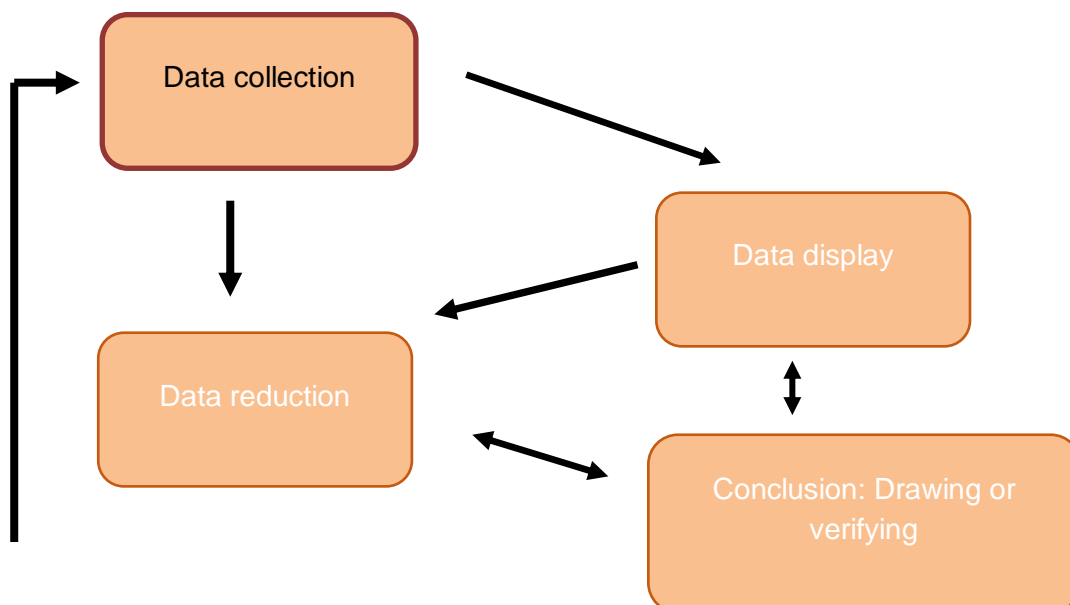 Data collection
Data display
Data reduction
Conclusion: Drawing or
verifying